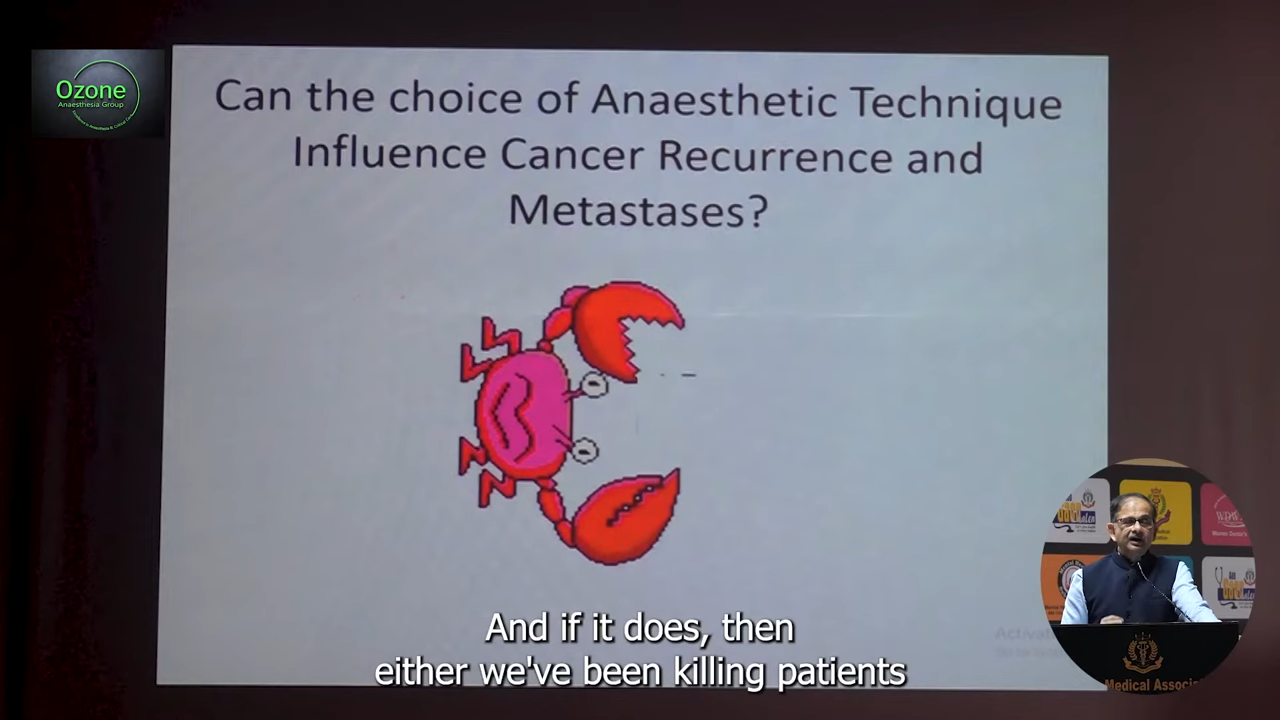 Ozone
Anaesthesia Group
Can the choice of Anaesthetic Technique
Influence Cancer Recurrence and
Metastases?
And if it does, then
either we've been killing patients
WDW
Medical Associ